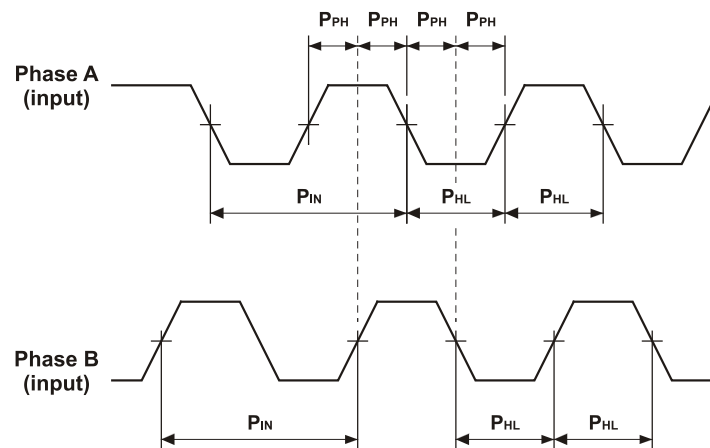 PPH PPH PPH PPH
Phase A
(input)
PIN PHL PHL
Phase B
(input)
PIN PHL PHL